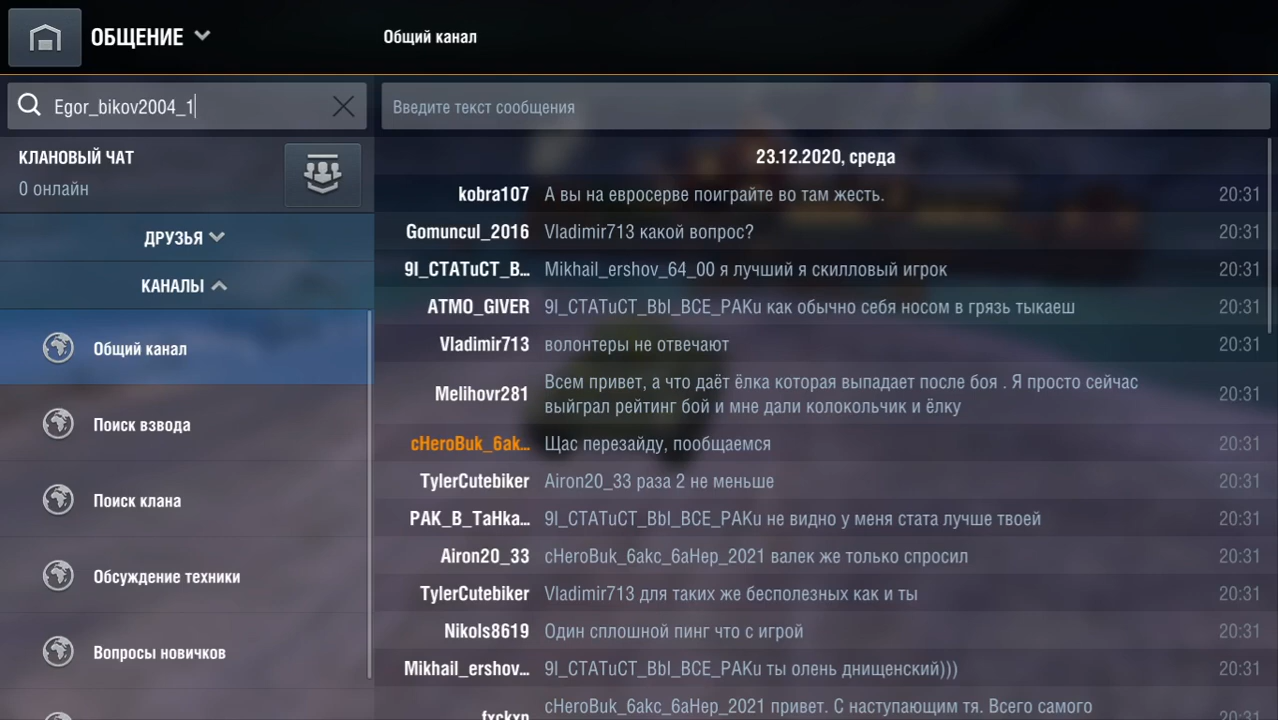 ОБЩЕНИЕ
Общий канал
Egor_bikov2004_1
Введите текст сообщения
КЛАНОВЫЙ ЧАТ
0 онлайн
ДРУЗЬЯ
КАНАЛЫ
Общий канал
Поиск взвода
Поиск клана
Обсуждение техники
Вопросы новичков
23.12.2020, среда
kobra107 А вы на евросерве поиграйте во там жесть. 20:31
Gomuncul_2016 Vladimir713 какой вопрос? 20:31
9I_CTATuCT_B... Mikhail_ershov_64_00 я лучший я скилловый игрок 20:31
ATMO_GIVER 9I_CTATuCT_BbI_BCE_PAKu как обычно себя носом в грязь тыкаеш 20:31
Vladimir713 волонтеры не отвечают 20:31
Melihovr281 Всем привет, а что даёт ёлка которая выпадает после боя . Я просто сейчас
выйграл рейтинг бой и мне дали колокольчик и ёлку 20:31
cHeroBuk_6ak... Щас перезайду, пообщаемся 20:31
TylerCutebiker Airon20_33 раза 2 не меньше 20:31
PAK_B_TaHka... 9I_CTATuCT_BbI_BCE_PAKu не видно у меня стата лучше твоей 20:31
Airon20_33 cHeroBuk_6akc_6aHep_2021 валек же только спросил 20:31
TylerCutebiker Vladimir713 для таких же бесполезных как и ты 20:31
Nikols8619 Один сплошной пинг что с игрой 20:31
Mikhail_ershov... 9I_CTATuCT_BbI_BCE_PAKu ты олень днищенский))) 20:31
fxckxn cHeroBuk_6akc_6aHep_2021 привет. С наступающим тя. Всего самого 20:31